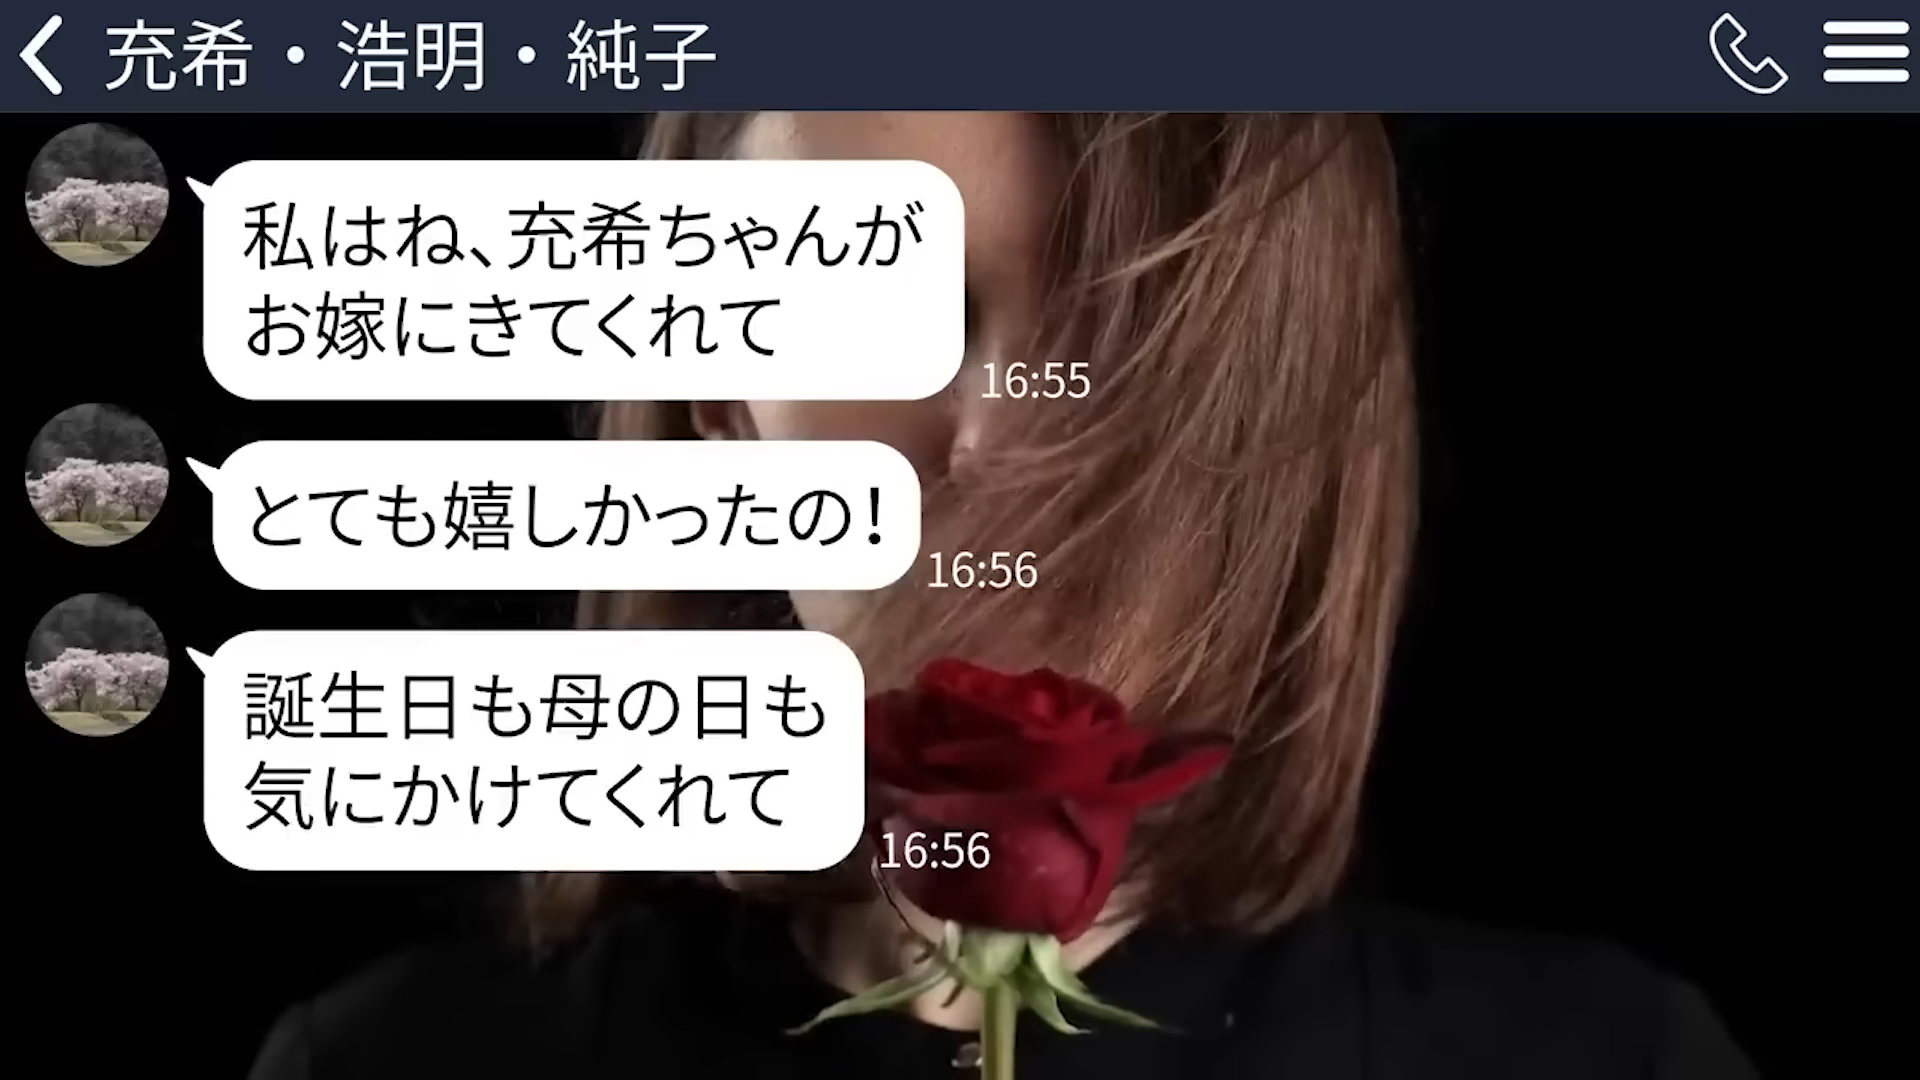 充希・浩明・純子
私はね、充希ちゃんが
お嫁にきてくれて
16:55
とても嬉しかったの！
16:56
誕生日も母の日も
気にかけてくれて
16:56